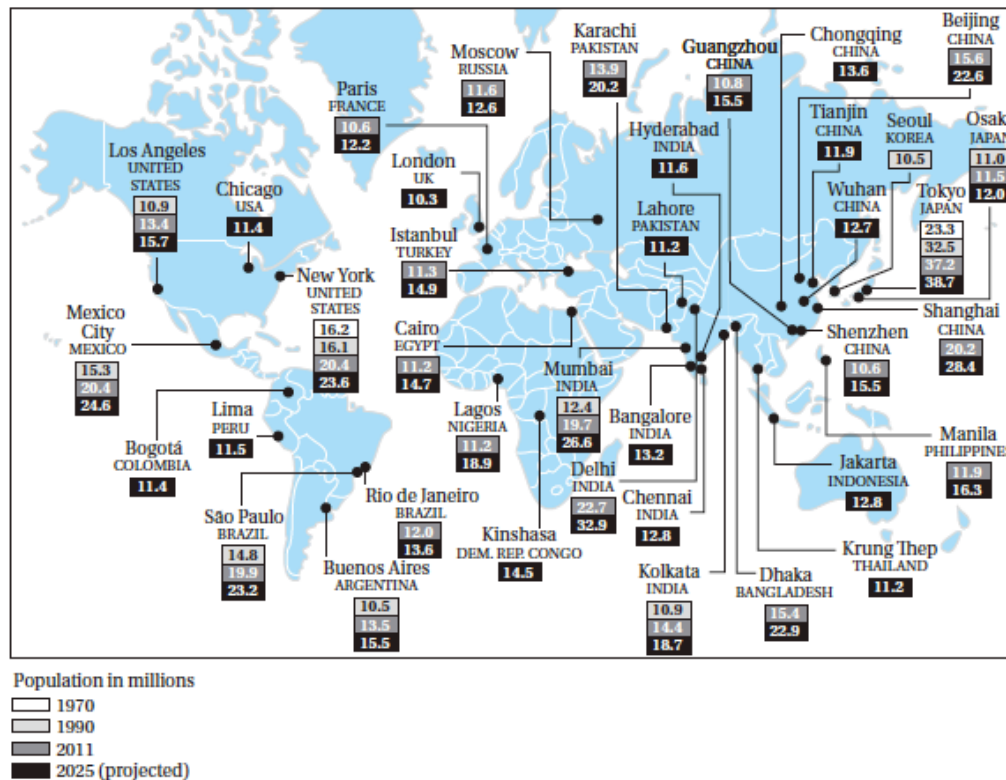 Paris
FRANCE
10.6
12.2
Moscow
RUSSIA
11.6
12.6
Karachi
PAKISTAN
13.9
20.2
Guangzhou
CHINA
10.8
15.5
Chongqing
CHINA
13.6
Beijing
CHINA
15.6
22.6
Los Angeles
UNITED
STATES
10.9
13.4
15.7
Chicago
USA
11.4
London
UK
10.3
Hyderabad
INDIA
11.6
Tianjin
CHINA
11.9
Seoul
KOREA
10.5
Osaka
JAPAN
11.0
11.5
12.0
Istanbul
TURKEY
11.3
14.9
Lahore
PAKISTAN
11.2
Wuhan
CHINA
12.7
Tokyo
JAPAN
23.3
32.5
37.2
38.7
New York
UNITED
STATES
16.2
16.1
20.4
23.6
Mexico
City
MEXICO
15.3
20.4
24.6
Cairo
EGYPT
11.2
14.7
Mumbai
INDIA
12.4
19.7
26.6
Shenzhen
CHINA
10.6
15.5
Shanghai
CHINA
20.2
28.4
Bogotá
COLOMBIA
11.4
Lima
PERU
11.5
Lagos
NIGERIA
11.2
18.9
Bangalore
INDIA
13.2
Manila
PHILIPPINES
11.9
16.3
São Paulo
BRAZIL
14.8
19.9
23.2
Rio de Janeiro
BRAZIL
12.0
13.6
Kinshasa
DEM. REP. CONGO
14.5
Delhi
INDIA
22.7
32.9
Chennai
INDIA
12.8
Jakarta
INDONESIA
12.8
Buenos Aires
ARGENTINA
10.5
13.5
15.5
Kolkata
INDIA
10.9
14.4
18.7
Dhaka
BANGLADESH
15.4
22.9
Krung Thep
THAILAND
11.2
Population in millions
1970
1990
2011
2025 (projected)